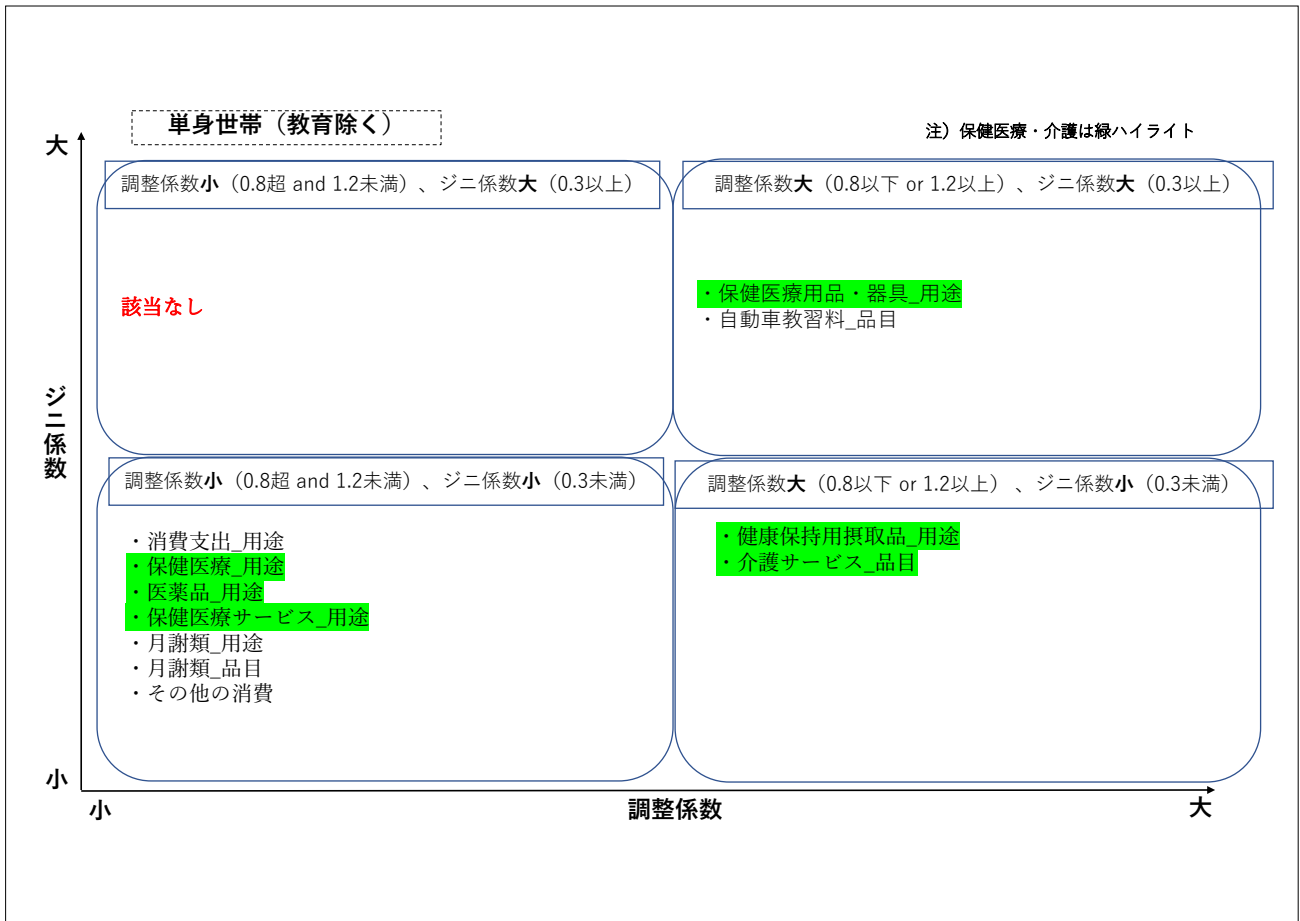 単身世帯（教育除く）
注）保健医療・介護は緑ハイライト
大
調整係数小（0.8超 and 1.2未満）、ジニ係数大（0.3以上）
調整係数大（0.8以下 or 1.2以上）、ジニ係数大（0.3以上）
該当なし
・保健医療用品・器具_用途
・自動車教習料_品目
ジニ係数
調整係数小（0.8超 and 1.2未満）、ジニ係数小（0.3未満）
調整係数大（0.8以下 or 1.2以上）、ジニ係数小（0.3未満）
・消費支出_用途
・保健医療_用途
・医薬品_用途
・保健医療サービス_用途
・月謝類_用途
・月謝類_品目
・その他の消費
・健康保持用摂取品_用途
・介護サービス_品目
小
小
調整係数
大